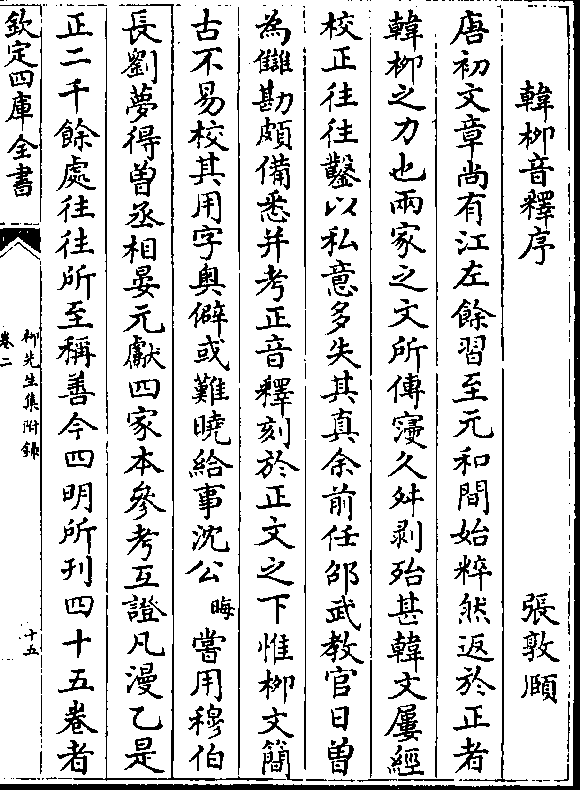 韓柳音釋序 張敦頤
唐初文章尚有江左餘習至元和間始粹然返於正者
韓柳之力也兩家之文所傳寖久舛剥殆甚韓文屢經
校正往往鑿以私意多失其真余前任邵武教官日曽
為讎勘頗備悉并考正音釋刻於正文之下惟柳文簡
古不易校其用字奥僻或難曉給事沈公晦嘗用穆伯
長劉夢得曽丞相晏元獻四家本參考互證凡漫乙是
正二千餘處往往所至稱善今四明所刊四十五卷者
欽定四庫全書
柳先生集附録
卷二
十五